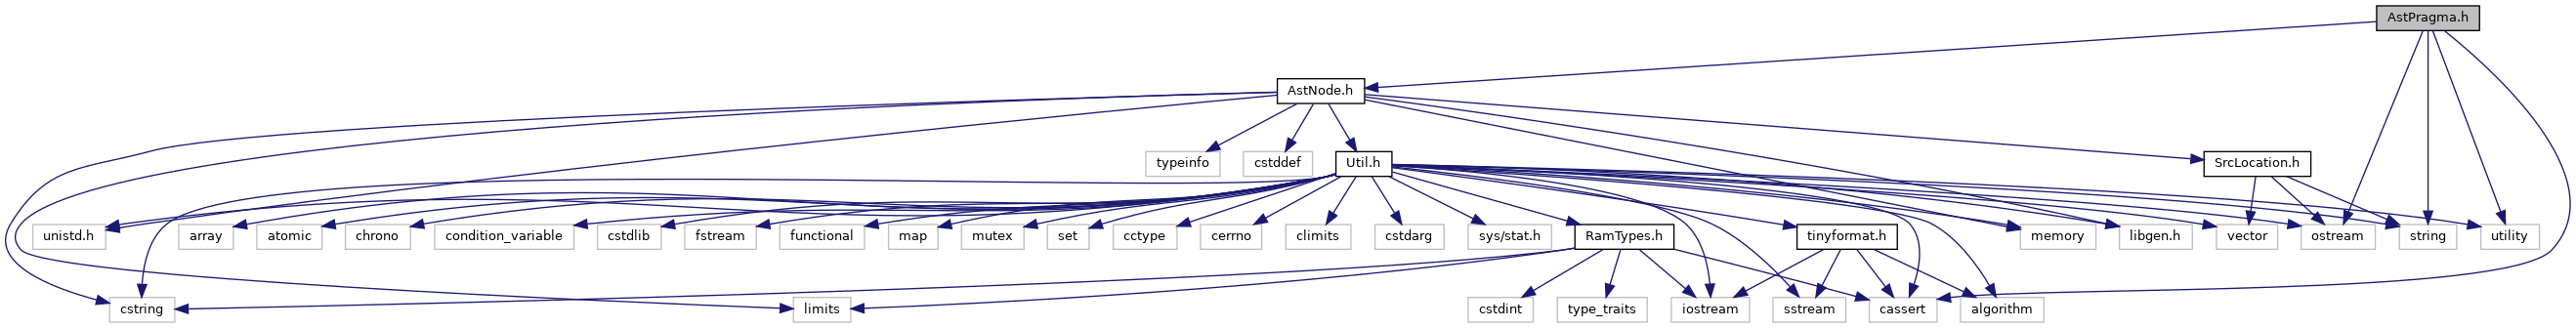 AstPragma.h
AstNode.h
typeinfo
cstddef
Util.h
SrcLocation.h
unistd.h
array
atomic
chrono
condition_variable
cstdlib
fstream
functional
map
mutex
set
cctype
cerrno
climits
cstdarg
sys/stat.h
RamTypes.h
tinyformat.h
memory
libgen.h
vector
ostream
string
utility
cstring
limits
cstdint
type_traits
iostream
sstream
cassert
algorithm